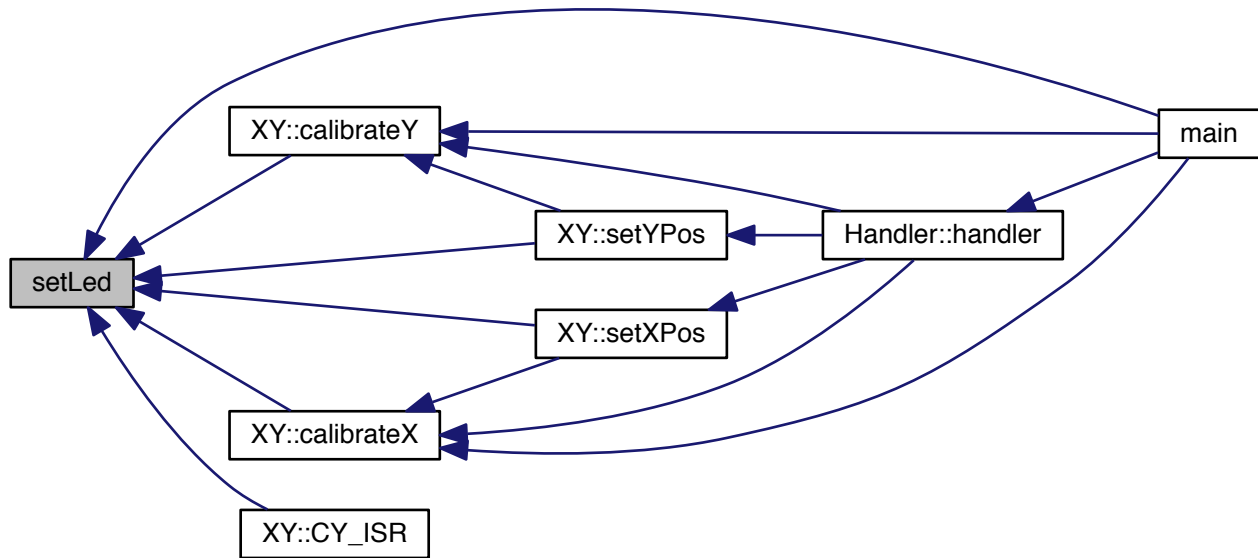 XY::calibrateY
main
XY::setYPos
Handler::handler
setLed
XY::setXPos
XY::calibrateX
XY::CY_ISR